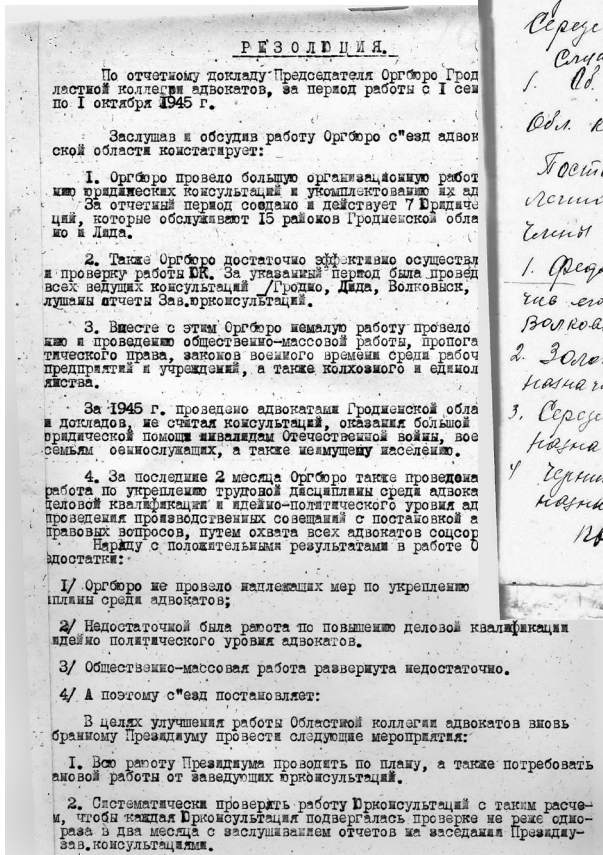 РЕЗОЛЮЦИЯ.
По отчетному докладу Председателя Оргбюро Грод
ластной коллегии адвокатов, за период работы с I
по I октября 1945 г.
Заслушав и обсудив работу Оргбюро с"езд адвок
ской области констатирует:
I. Оргбюро провело большую организационную работ
нию юридических консультаций и укомплектованию их ад
За отчетный период создано и действует 7 Юридиче
ций, которые обслуживают 15 районов Гродненской обла
но и Лида.
2. Также Оргбюро достаточно эффективно осуществл
и проверку работы ЮК. За указанный период была провед
всех ведущих консультаций /Гродно, Лида, Волковыск,
лушаны отчеты Зав.юрконсультаций.
3. Вместе с этим Оргбюро немалую работу провело
нию и проведению общественно-массовой работы, пропога
тического права, законов военного времени среди рабоч
предприятий и учреждений, а также колхозного и единол
яйства.
За 1945 г. проведено адвокатами Гродненской обла
и докладов, не считая консультаций, оказания большой
юридической помощи инвалидам Отечественной войны, вое
семьям оеннослужащих, а также неимущему населению.
4. За последние 2 месяца Оргбюро также проведена
работа по укреплению трудовой дисциплины среди адвока
деловой квалификации и идейно-политического уровня ад
проведения производственных совещаний с постановкой а
правовых вопросов, путем охвата всех адвокатов соцсор
Наряду с положительными результатами в работе О
едостатки:
I/ Оргбюро не провело надлежащих мер по укреплению
иплины среди адвокатов;
2/ Недостаточной была работа по повышению деловой квалификации
идейно политического уровня адвокатов.
3/ Общественно-массовая работа развернута недостаточно.
4/ А поэтому с"езд постановляет:
В целях улучшения работы Областной коллегии адвокатов вновь
бранному Президиуму провести следующие мероприятия:
I. Всю работу Президиума проводить по плану, а также потребовать
ановой работы от заведующих юрконсультаций.
2. Систематически проверять работу Юрконсультаций с таким расче-
м, чтобы каждая Юрконсультация подвергалась проверке не реже одно-
раза в два месяца с заслушиванием отчетов на заседании Президиу-
зав.консультациями.
Середе
1. Об.
Обл. к
Пост
Члены
1. Федо
чив его
Волков
2. Золо
назнач
3. Середе
назна
4 Черни
назна